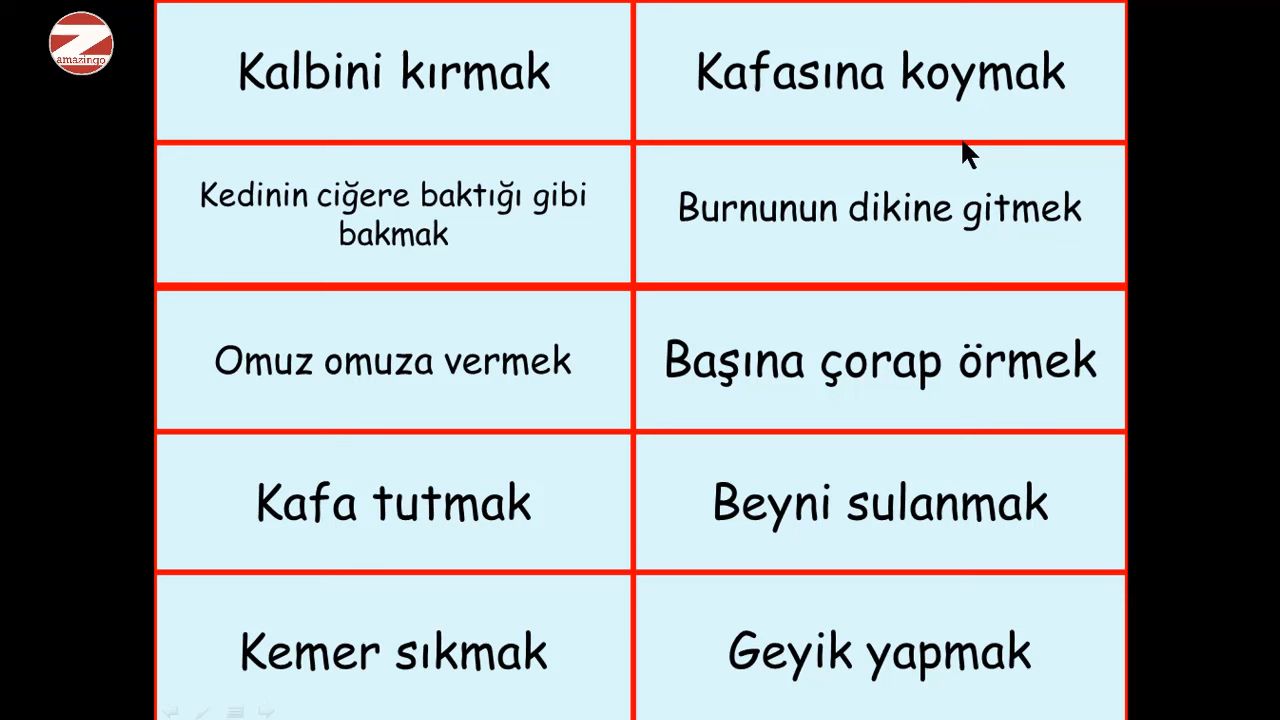 amazingo
Kalbini kırmak
Kafasına koymak
Kedinin ciğere baktığı gibi
bakmak
Burnunun dikine gitmek
Omuz omuza vermek
Başına çorap örmek
Kafa tutmak
Beyni sulanmak
Kemer sıkmak
Geyik yapmak